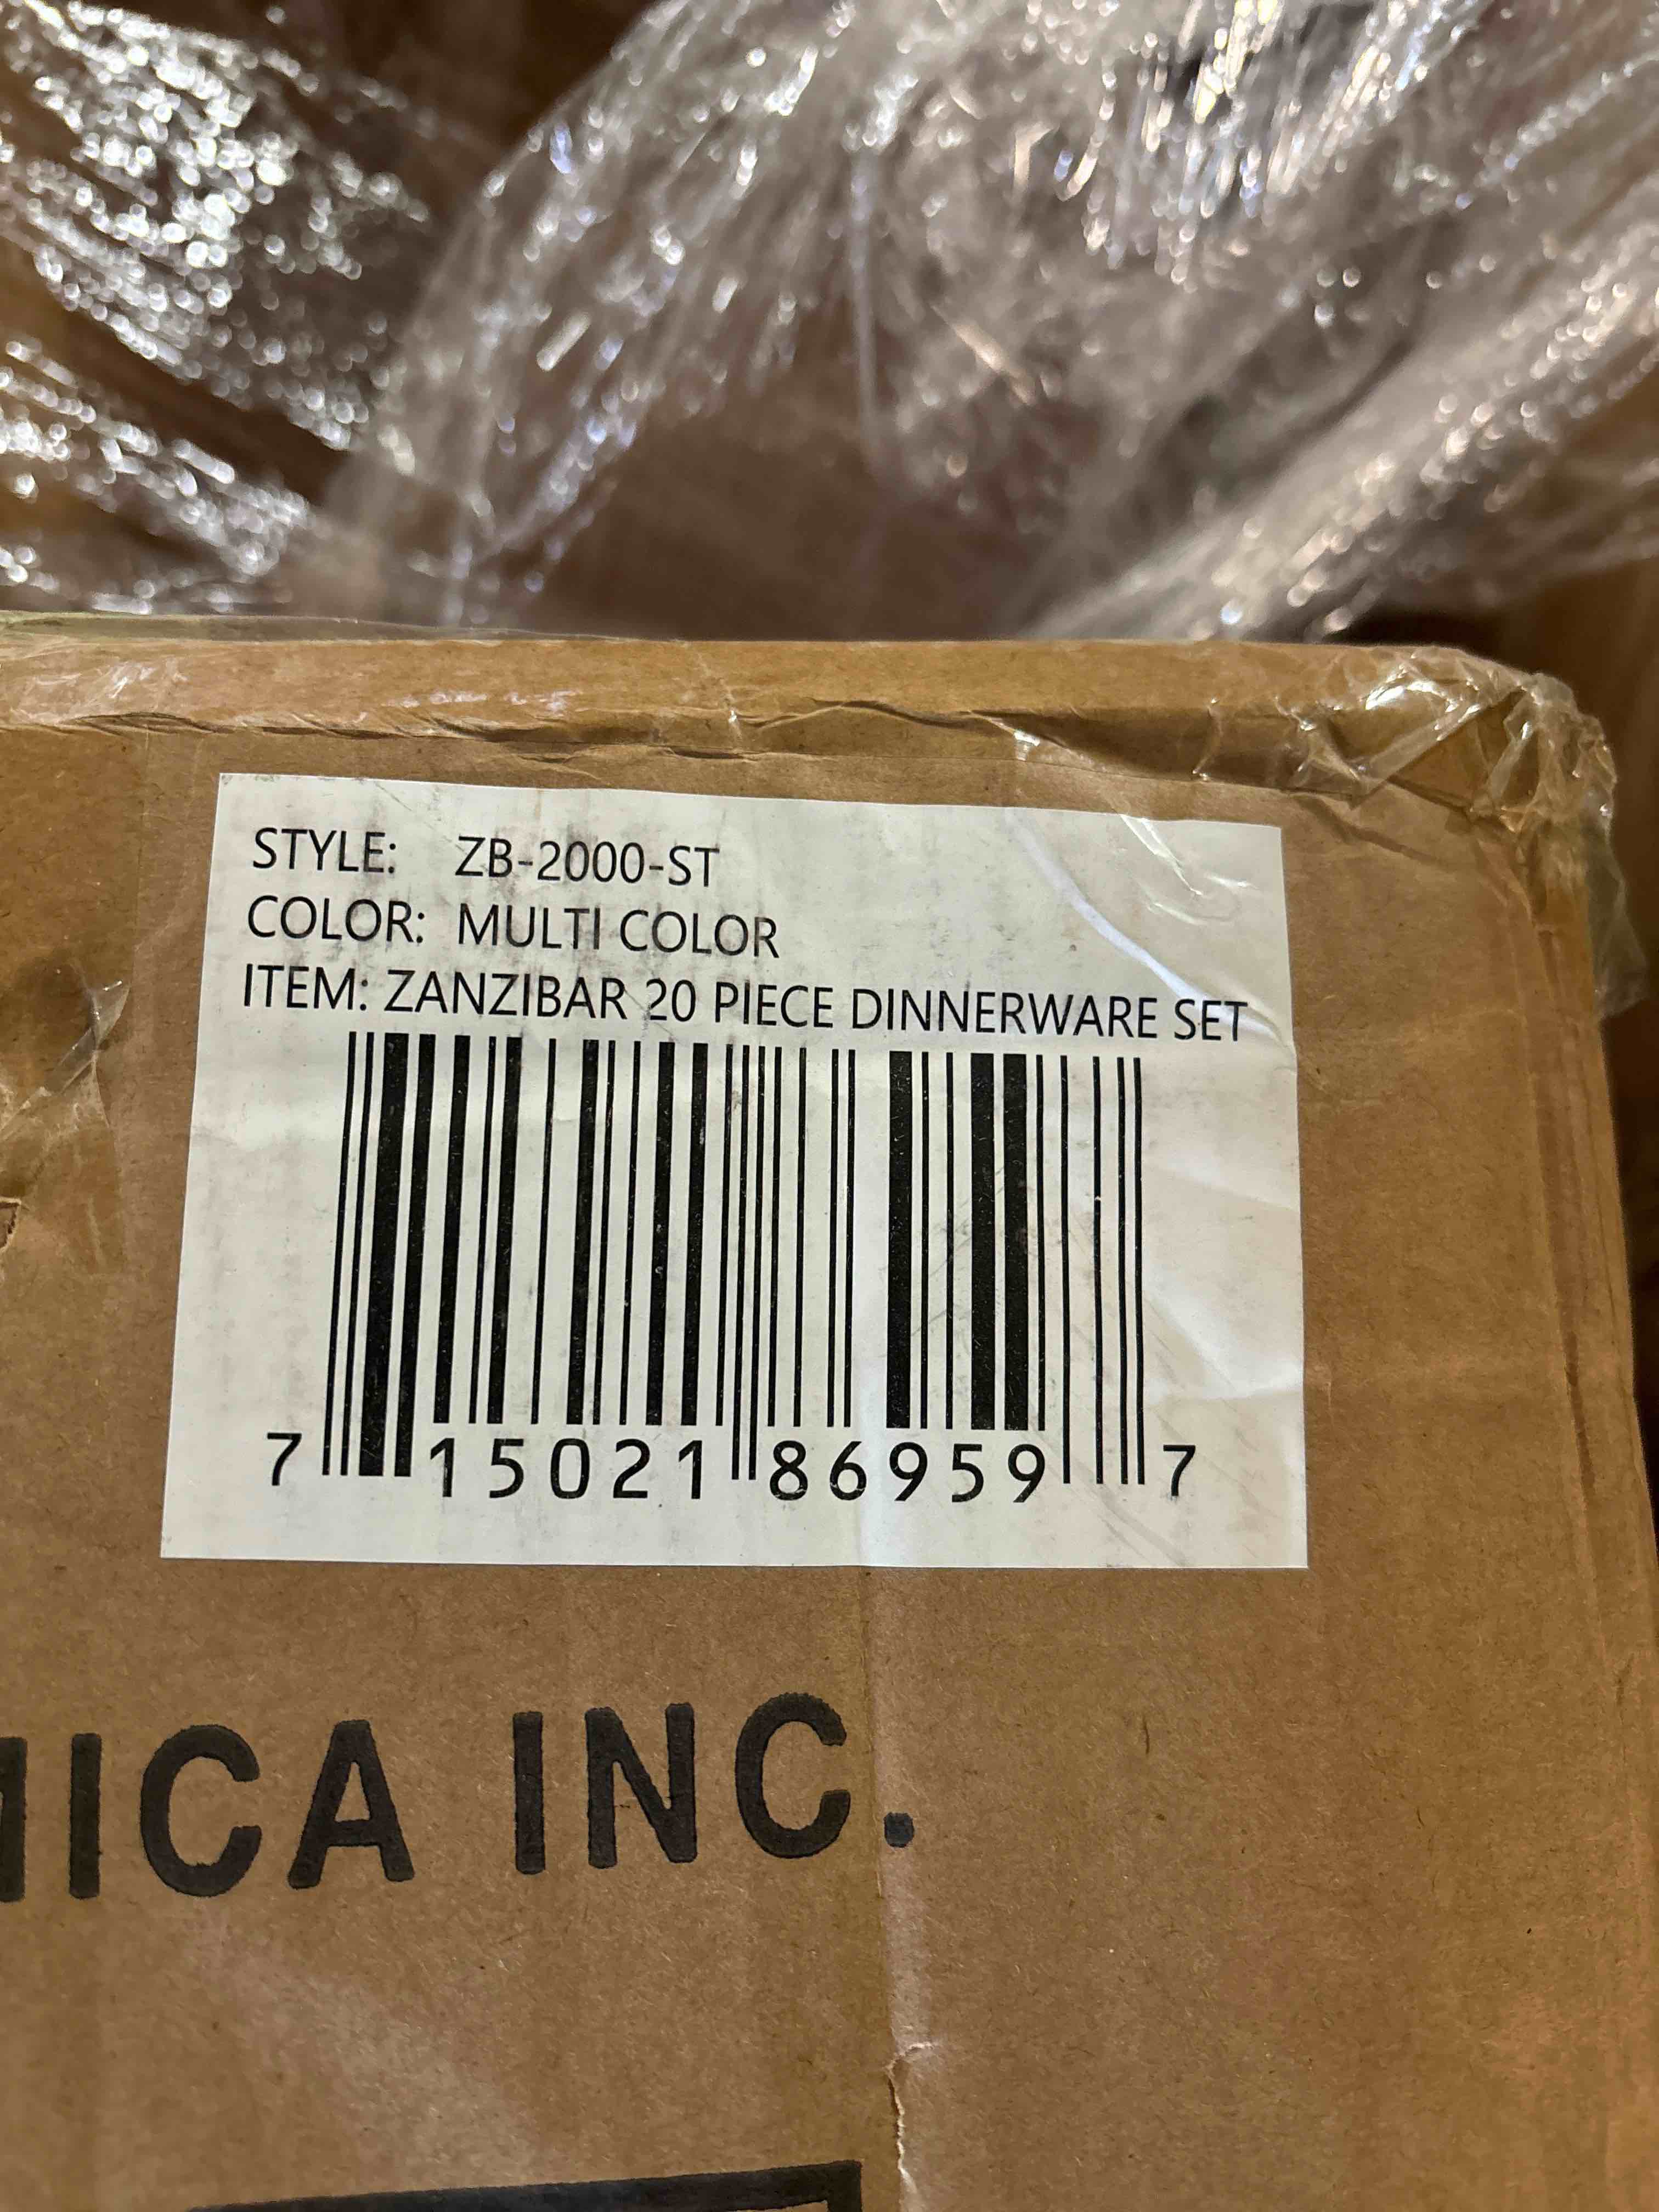 STYLE: ZB-2000-ST
COLOR: MULTI COLOR
ITEM: ZANZIBAR 20 PIECE DINNERWARE SET
7 15021 86959 7
MICA INC.